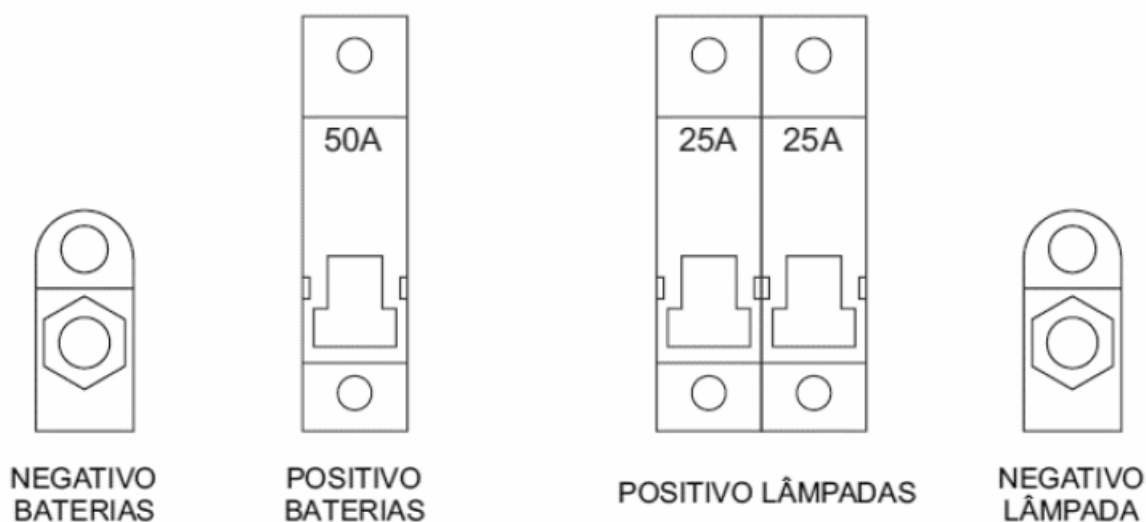 50A
25A
25A
NEGATIVO
BATERIAS
POSITIVO
BATERIAS
POSITIVO LÂMPADAS
NEGATIVO
LÂMPADA